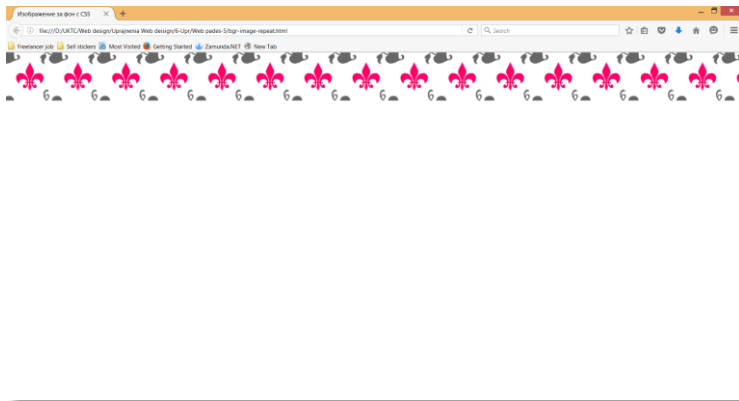 Изображение за фон с CSS
file:///D:/UKTC/Web design/Uprajnenia Web deisign/6-Upr/Web pades-5/bgr-image-repeat.html
Search
Freelancer job Sell stickers Most Visited Getting Started Zamunda.NET New Tab